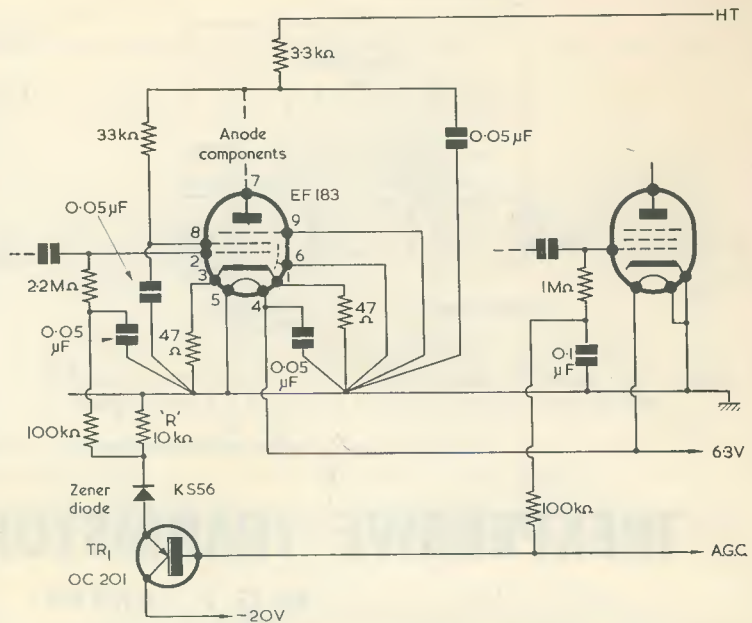 HT
3·3kΩ
33kΩ
Anode
components
0·05μF
7
EF183
0·05μF
8
9
2
6
3
5
4
1
2·2MΩ
0·05
μF
47
Ω
0·05
μF
47
Ω
1MΩ
0·1
μF
100kΩ
'R'
10kΩ
6·3V
Zener
diode
KS56
100kΩ
TR1
OC 201
A.G.C.
-20V